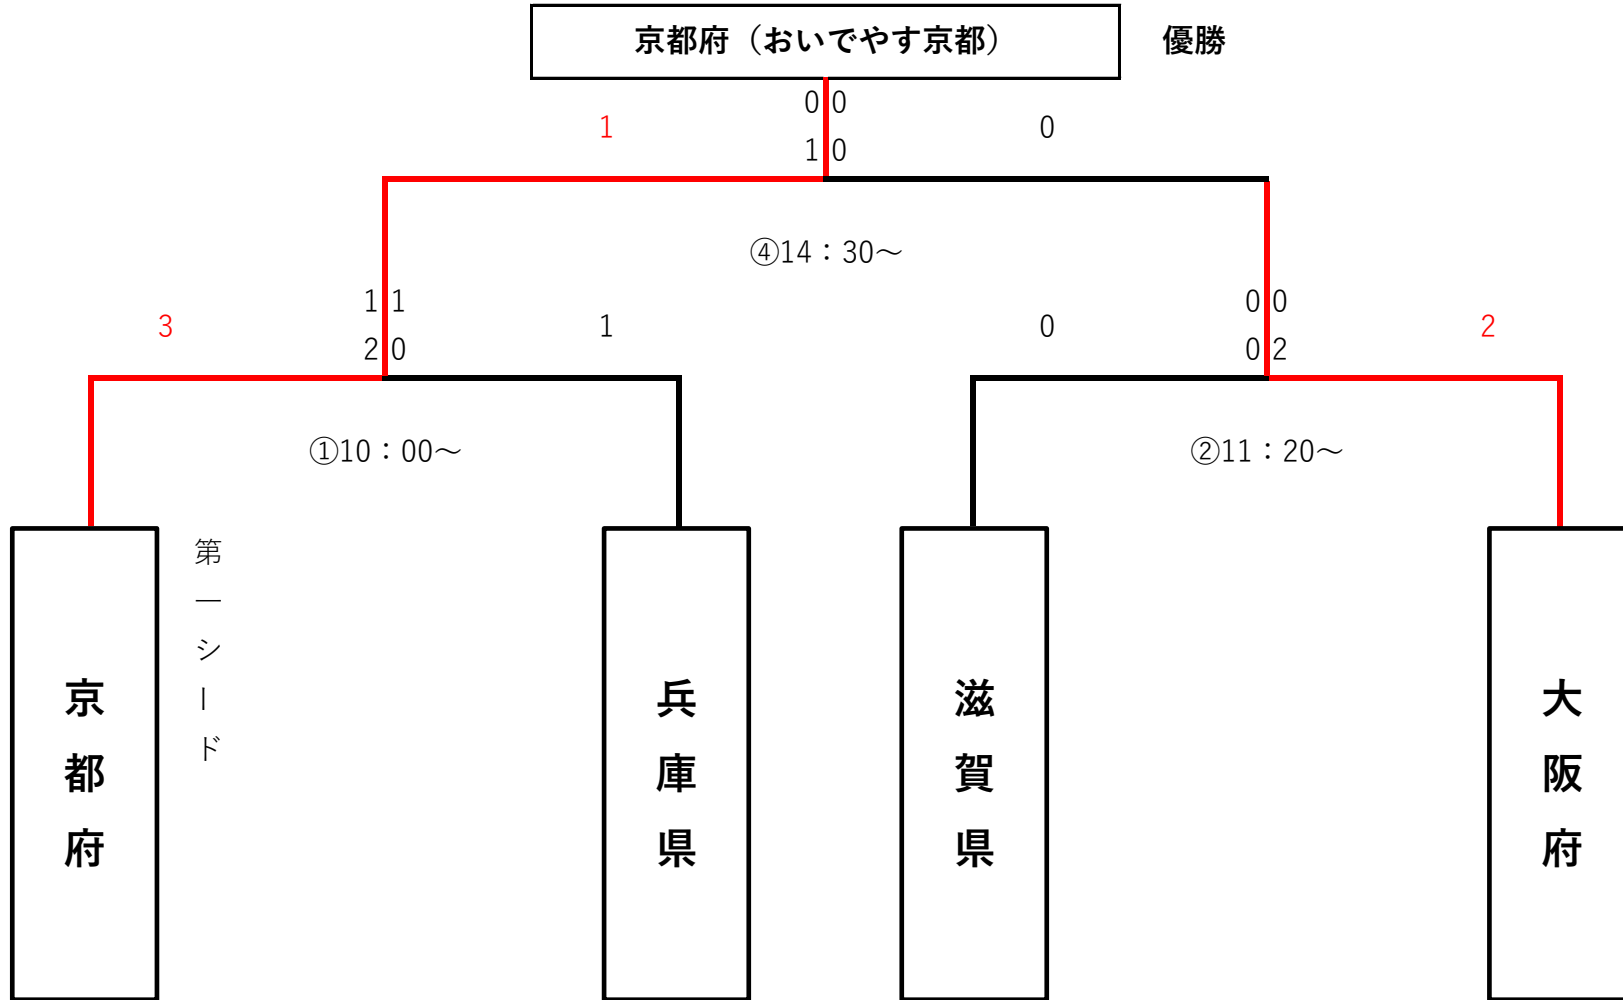 京都府（おいでやす京都） 優勝
0 0
1 0
1 0
④14：30～
1 1 0 0
3 1 0 2
2 0 0 2
①10：00～ ②11：20～
第一シード
京都府
兵庫県
滋賀県
大阪府